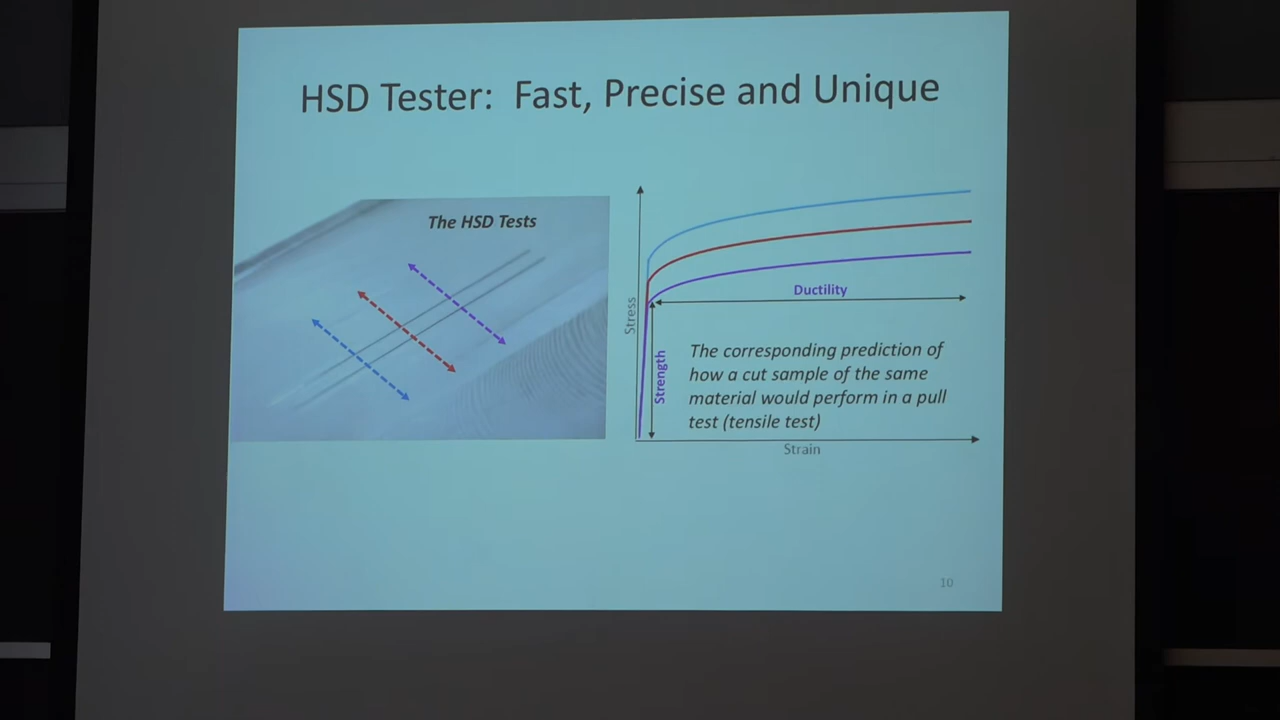 HSD Tester:  Fast, Precise and Unique
The HSD Tests
Stress
Ductility
Strength
The corresponding prediction of
how a cut sample of the same
material would perform in a pull
test (tensile test)
Strain
10